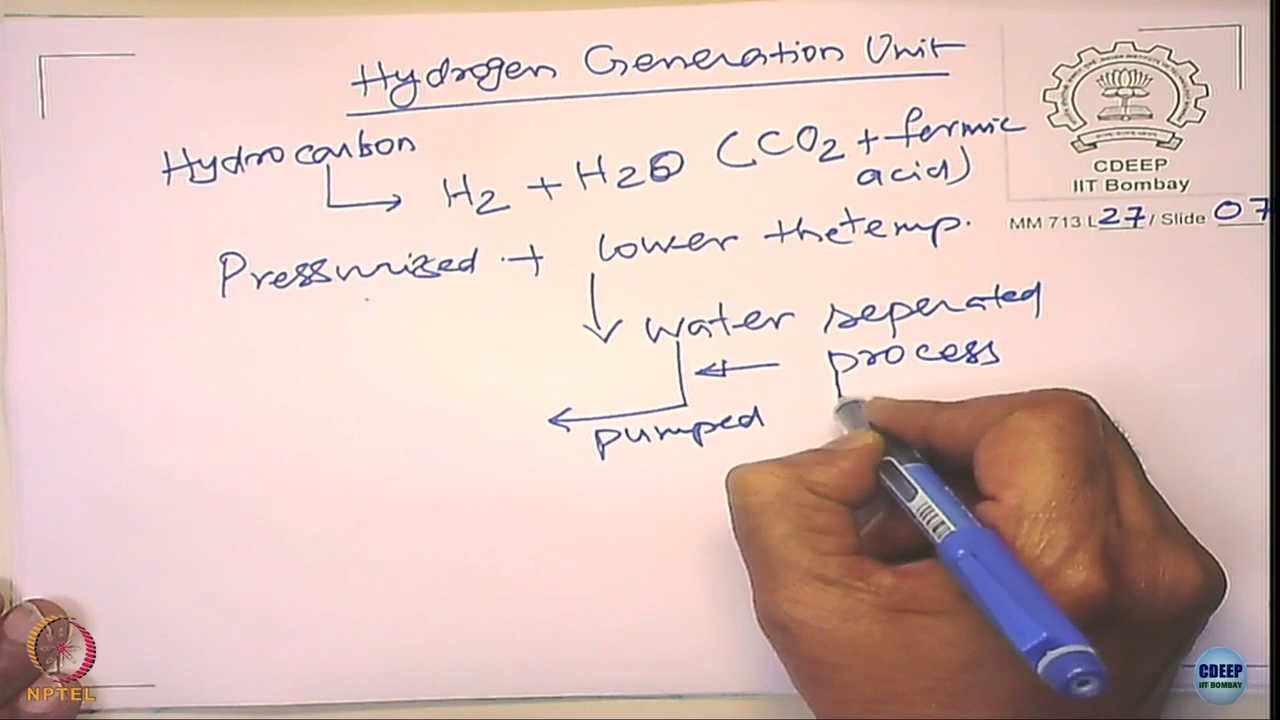 Hydrogen Generation Unit
Hydrocarbon
H2 + H2O (CO2 + formic
acid)
CDEEP
IIT Bombay
MM 713 L 27 / Slide 07
Pressurized + lower the temp.
water seperated
process
pumped
NPTEL
CDEEP
IIT BOMBAY